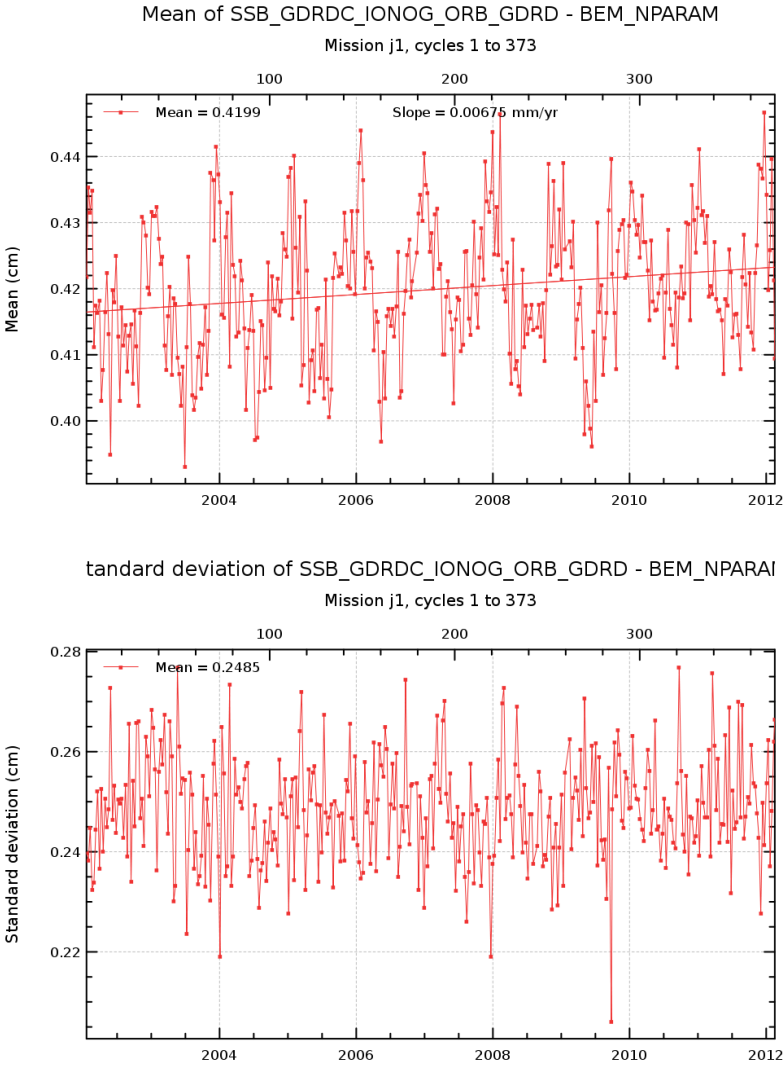 Mean of SSB_GDRDC_IONOG_ORB_GDRD - BEM_NPARAM
Mission j1, cycles 1 to 373
100 200 300
Mean = 0.4199 Slope = 0.00675 mm/yr
0.44
0.43
0.42
0.41
0.40
Mean (cm)
2004 2006 2008 2010 2012
tandard deviation of SSB_GDRDC_IONOG_ORB_GDRD - BEM_NPARA
Mission j1, cycles 1 to 373
100 200 300
0.28
Mean = 0.2485
0.26
0.24
0.22
Standard deviation (cm)
2004 2006 2008 2010 2012